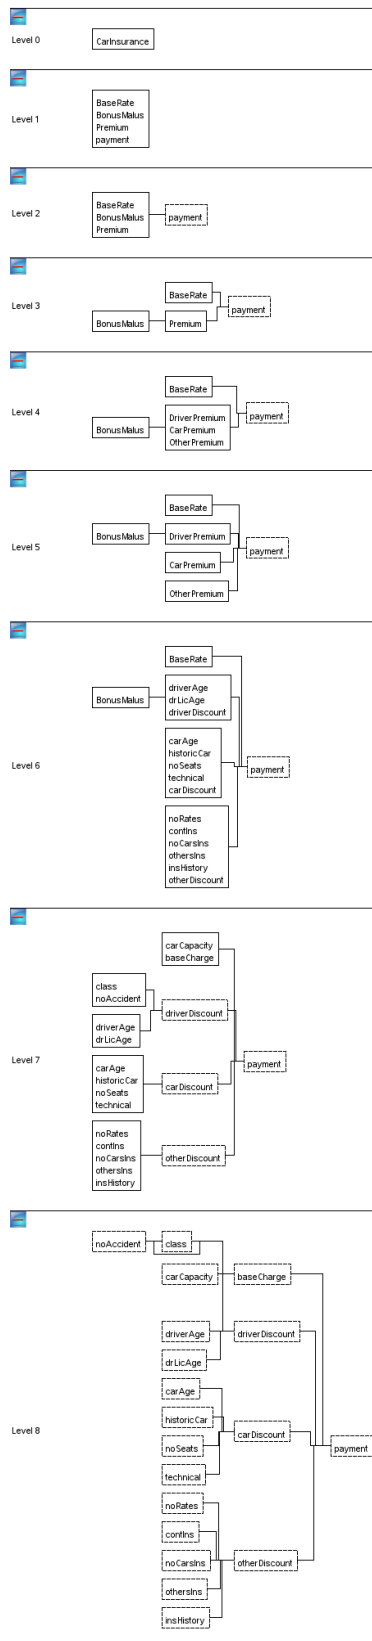 Level 0
CarInsurance
Level 1
BaseRate
BonusMalus
Premium
payment
Level 2
BaseRate
BonusMalus
Premium
payment
Level 3
BaseRate
BonusMalus
Premium
payment
Level 4
BaseRate
BonusMalus
DriverPremium
CarPremium
OtherPremium
payment
Level 5
BaseRate
BonusMalus
DriverPremium
CarPremium
OtherPremium
payment
Level 6
BaseRate
BonusMalus
driverAge
drLicAge
driverDiscount
carAge
historicCar
noSeats
technical
carDiscount
noRates
contIns
noCarsIns
othersIns
insHistory
otherDiscount
payment
Level 7
carCapacity
baseCharge
class
noAccident
driverAge
drLicAge
driverDiscount
carAge
historicCar
noSeats
technical
carDiscount
noRates
contIns
noCarsIns
othersIns
insHistory
otherDiscount
payment
Level 8
noAccident
class
carCapacity
baseCharge
driverAge
driverDiscount
drLicAge
carAge
historicCar
carDiscount
noSeats
technical
payment
noRates
contIns
noCarsIns
otherDiscount
othersIns
insHistory